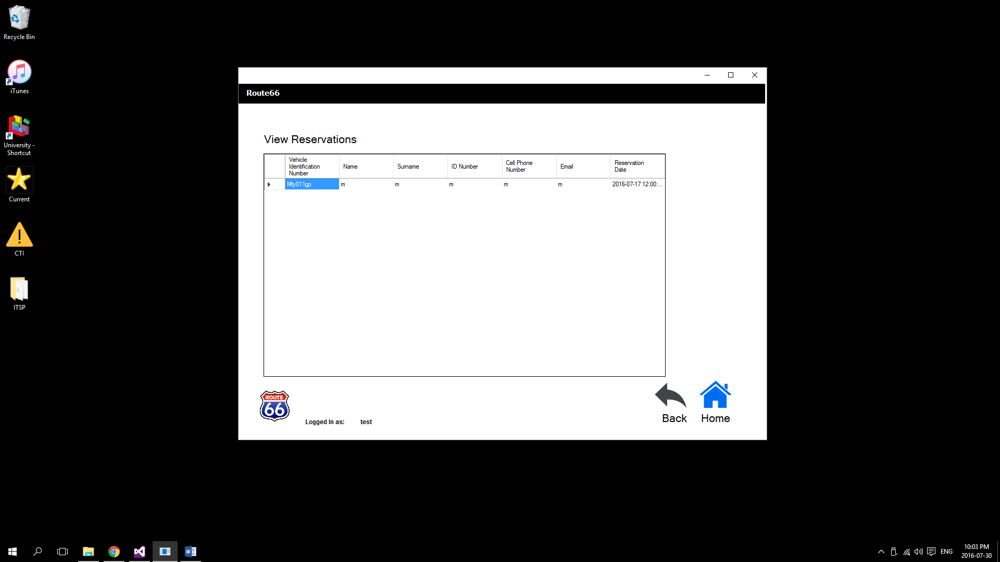 Recycle Bin
iTunes
University -
Shortcut
Current
CTI
ITSP
Route66
View Reservations
Vehicle
Identification
Number
Name
Surname
ID Number
Cell Phone
Number
Email
Reservation
Date
Mty011gp
m
m
m
m
m
2016-07-17 12:00:...
ROUTE
66
Logged In as:
test
Back
Home
ENG
10:03 PM
2016-07-30